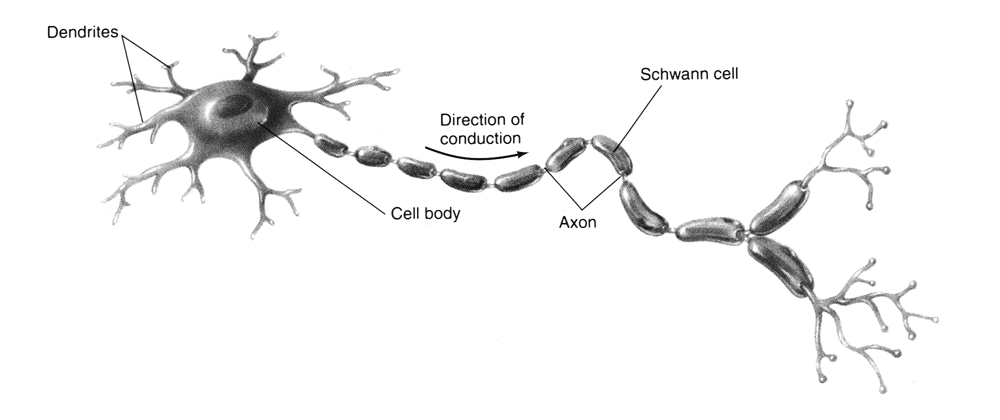 Dendrites
Schwann cell
Direction of
conduction
Cell body
Axon